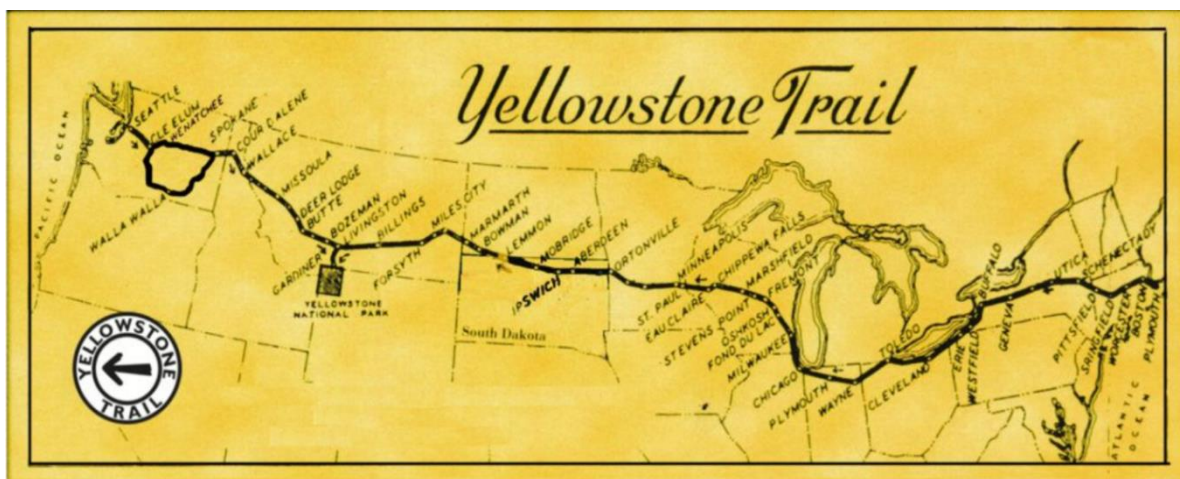 Yellowstone Trail
PACIFIC OCEAN
SEATTLE
CLE ELUM
WENATCHEE
SPOKANE
COUR D'ALENE
WALLACE
WALLA WALLA
MISSOULA
DEER LODGE
BUTTE
BOZEMAN
LIVINGSTON
BILLINGS
GARDINER
YELLOWSTONE
NATIONAL PARK
FORSYTH
MILES CITY
MARMARTH
BOWMAN
LEMMON
MOBRIDGE
IPSWICH
ABERDEEN
ORTONVILLE
South Dakota
MINNEAPOLIS
ST. PAUL
CHIPPEWA FALLS
EAU CLAIRE
MARSHFIELD
STEVENS POINT
FREMONT
OSHKOSH
FOND DU LAC
MILWAUKEE
CHICAGO
PLYMOUTH
WAYNE
TOLEDO
CLEVELAND
ERIE
WESTFIELD
BUFFALO
GENEVA
UTICA
SCHENECTADY
PITTSFIELD
SRINGFIELD
WORCESTER
BOSTON
PLYMOUTH
ATLANTIC
OCEAN
YELLOWSTONE
TRAIL